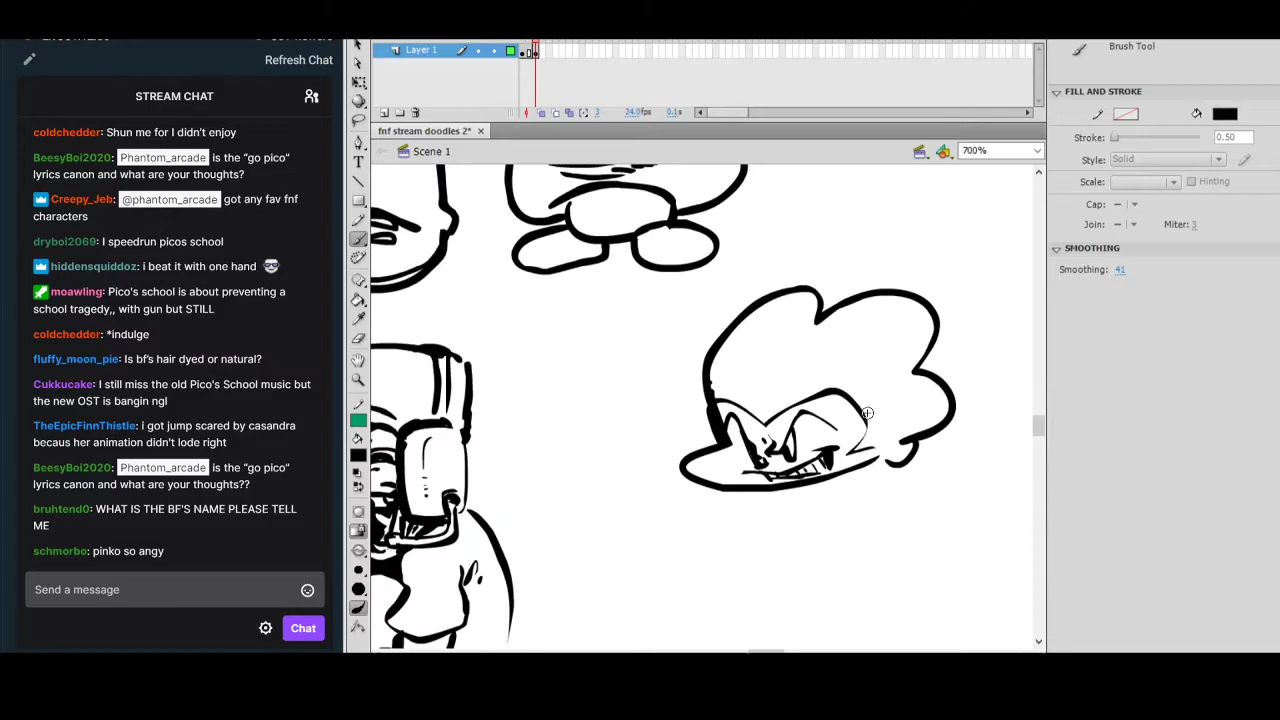 Refresh Chat
STREAM CHAT
coldchedder: Shun me for I didn't enjoy
BeesyBoi2020: Phantom_arcade is the "go pico"
lyrics canon and what are your thoughts?
Creepy_Jeb: @phantom_arcade got any fav fnf
characters
dryboi2069: I speedrun picos school
hiddensquiddoz: i beat it with one hand
moawling: Pico's school is about preventing a
school tragedy,, with gun but STILL
coldchedder: *indulge
fluffy_moon_pie: Is bf's hair dyed or natural?
Cukkucake: I still miss the old Pico's School music but
the new OST is bangin ngl
TheEpicFinnThistle: i got jump scared by casandra
becaus her animation didn't lode right
BeesyBoi2020: Phantom_arcade is the "go pico"
lyrics canon and what are your thoughts??
bruhtend0: WHAT IS THE BF'S NAME PLEASE TELL
ME
schmorbo: pinko so angy
Send a message
Chat
Layer 1
3 24.0fps 0.1s
fnf stream doodles 2*
Scene 1
700%
Brush Tool
FILL AND STROKE
Stroke: 0.50
Style: Solid
Scale: Hinting
Cap:
Join: Miter: 3
SMOOTHING
Smoothing: 41